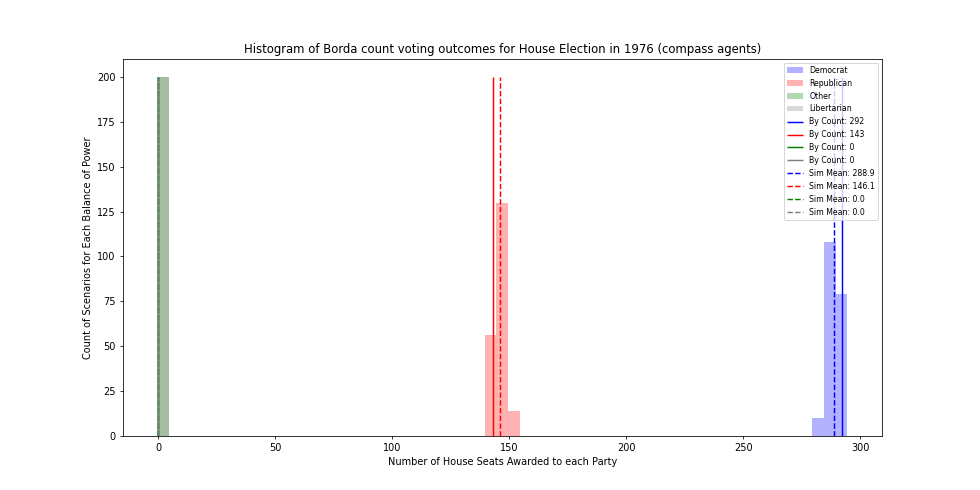 Histogram of Borda count voting outcomes for House Election in 1976 (compass agents)
Count of Scenarios for Each Balance of Power
200
175
150
125
100
75
50
25
0
Democrat
Republican
Other
Libertarian
By Count: 292
By Count: 143
By Count: 0
By Count: 0
Sim Mean: 288.9
Sim Mean: 146.1
Sim Mean: 0.0
Sim Mean: 0.0
0 50 100 150 200 250 300
Number of House Seats Awarded to each Party